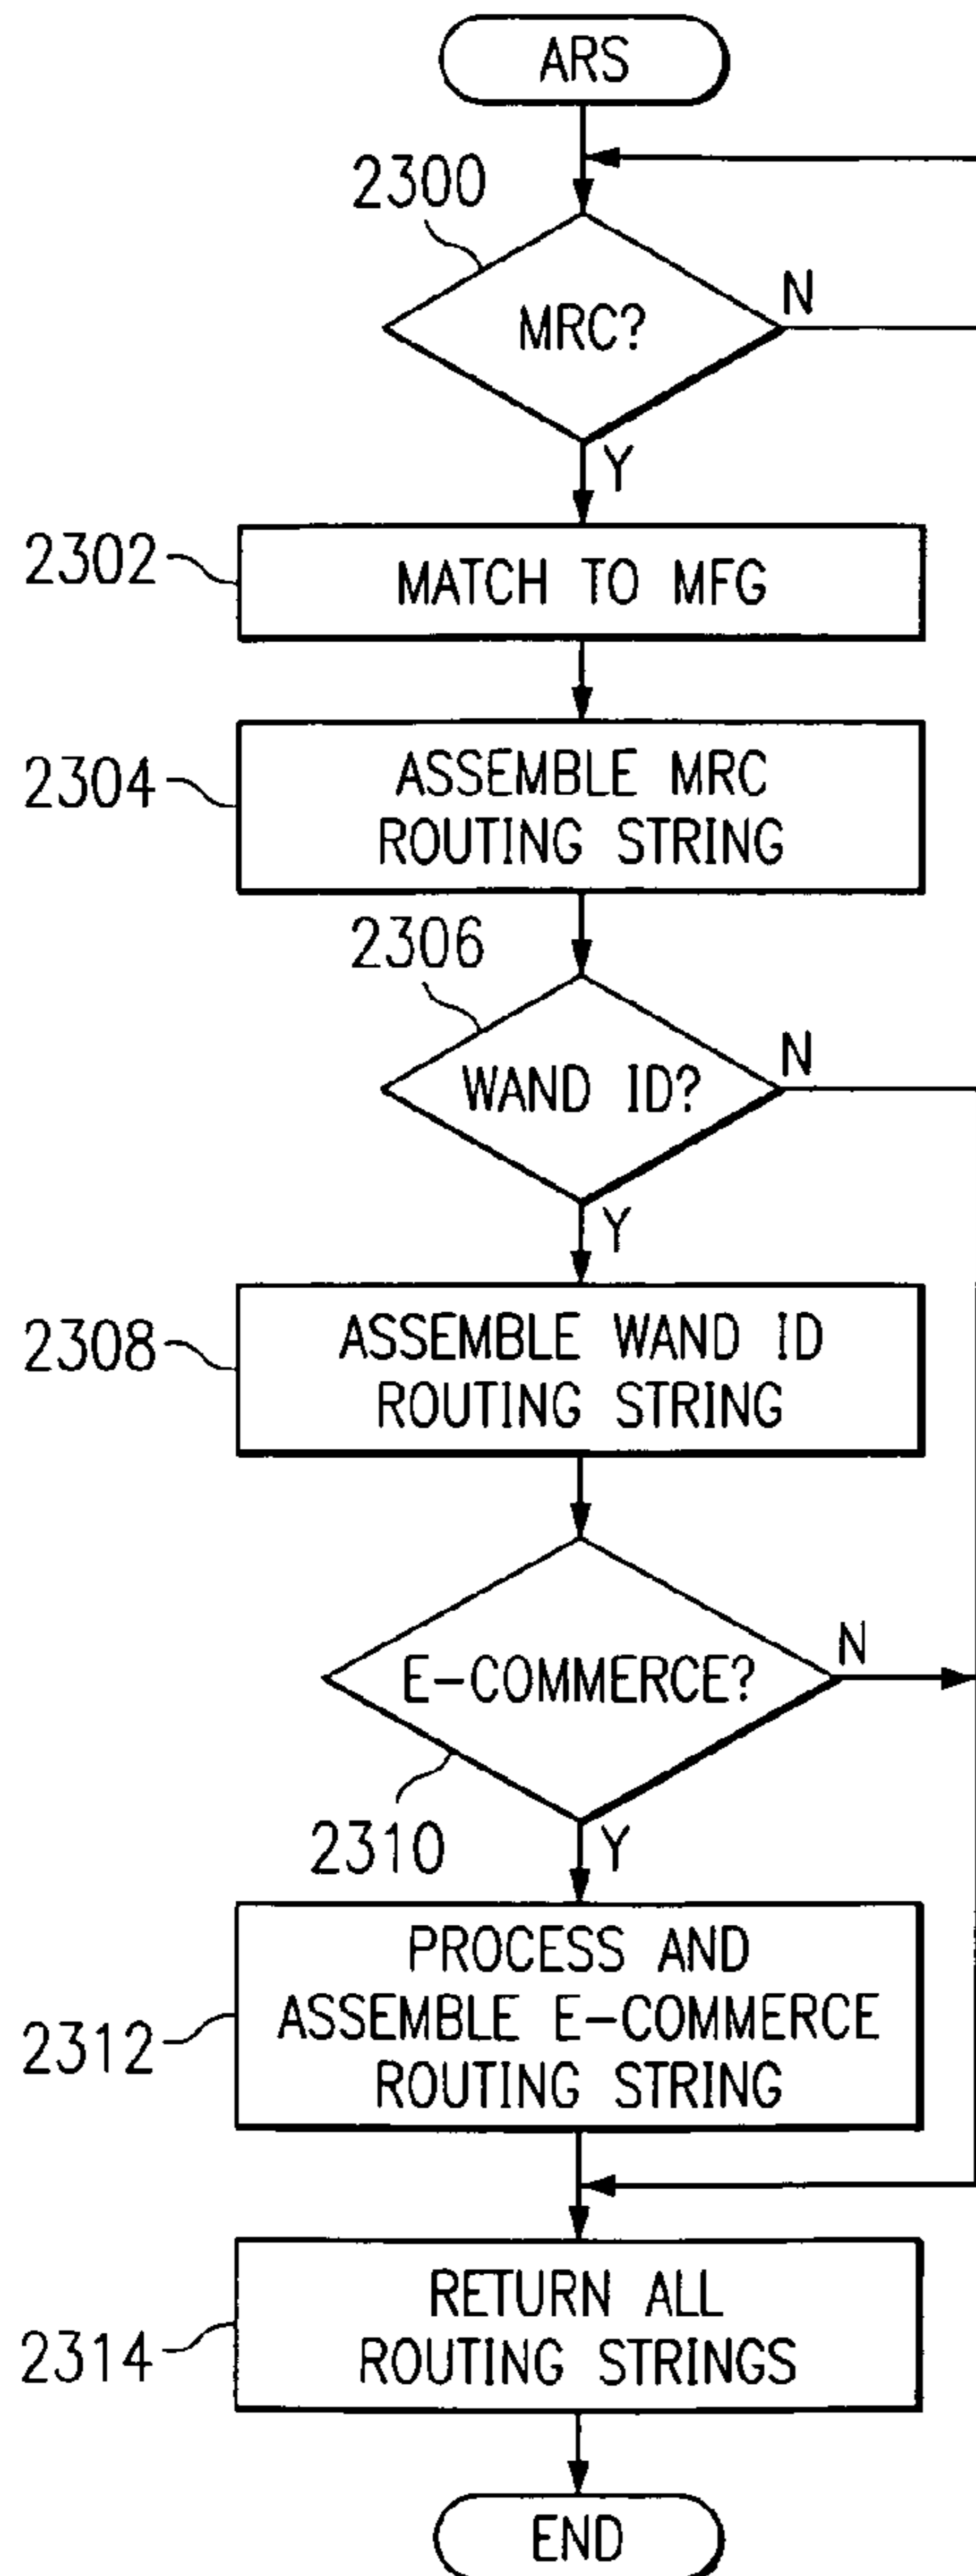 ARS
2300
MRC?
N
Y
2302
MATCH TO MFG
2304
ASSEMBLE MRC
ROUTING STRING
2306
WAND ID?
N
Y
2308
ASSEMBLE WAND ID
ROUTING STRING
E-COMMERCE?
N
2310
Y
PROCESS AND
ASSEMBLE E-COMMERCE
ROUTING STRING
2312
RETURN ALL
ROUTING STRINGS
2314
END